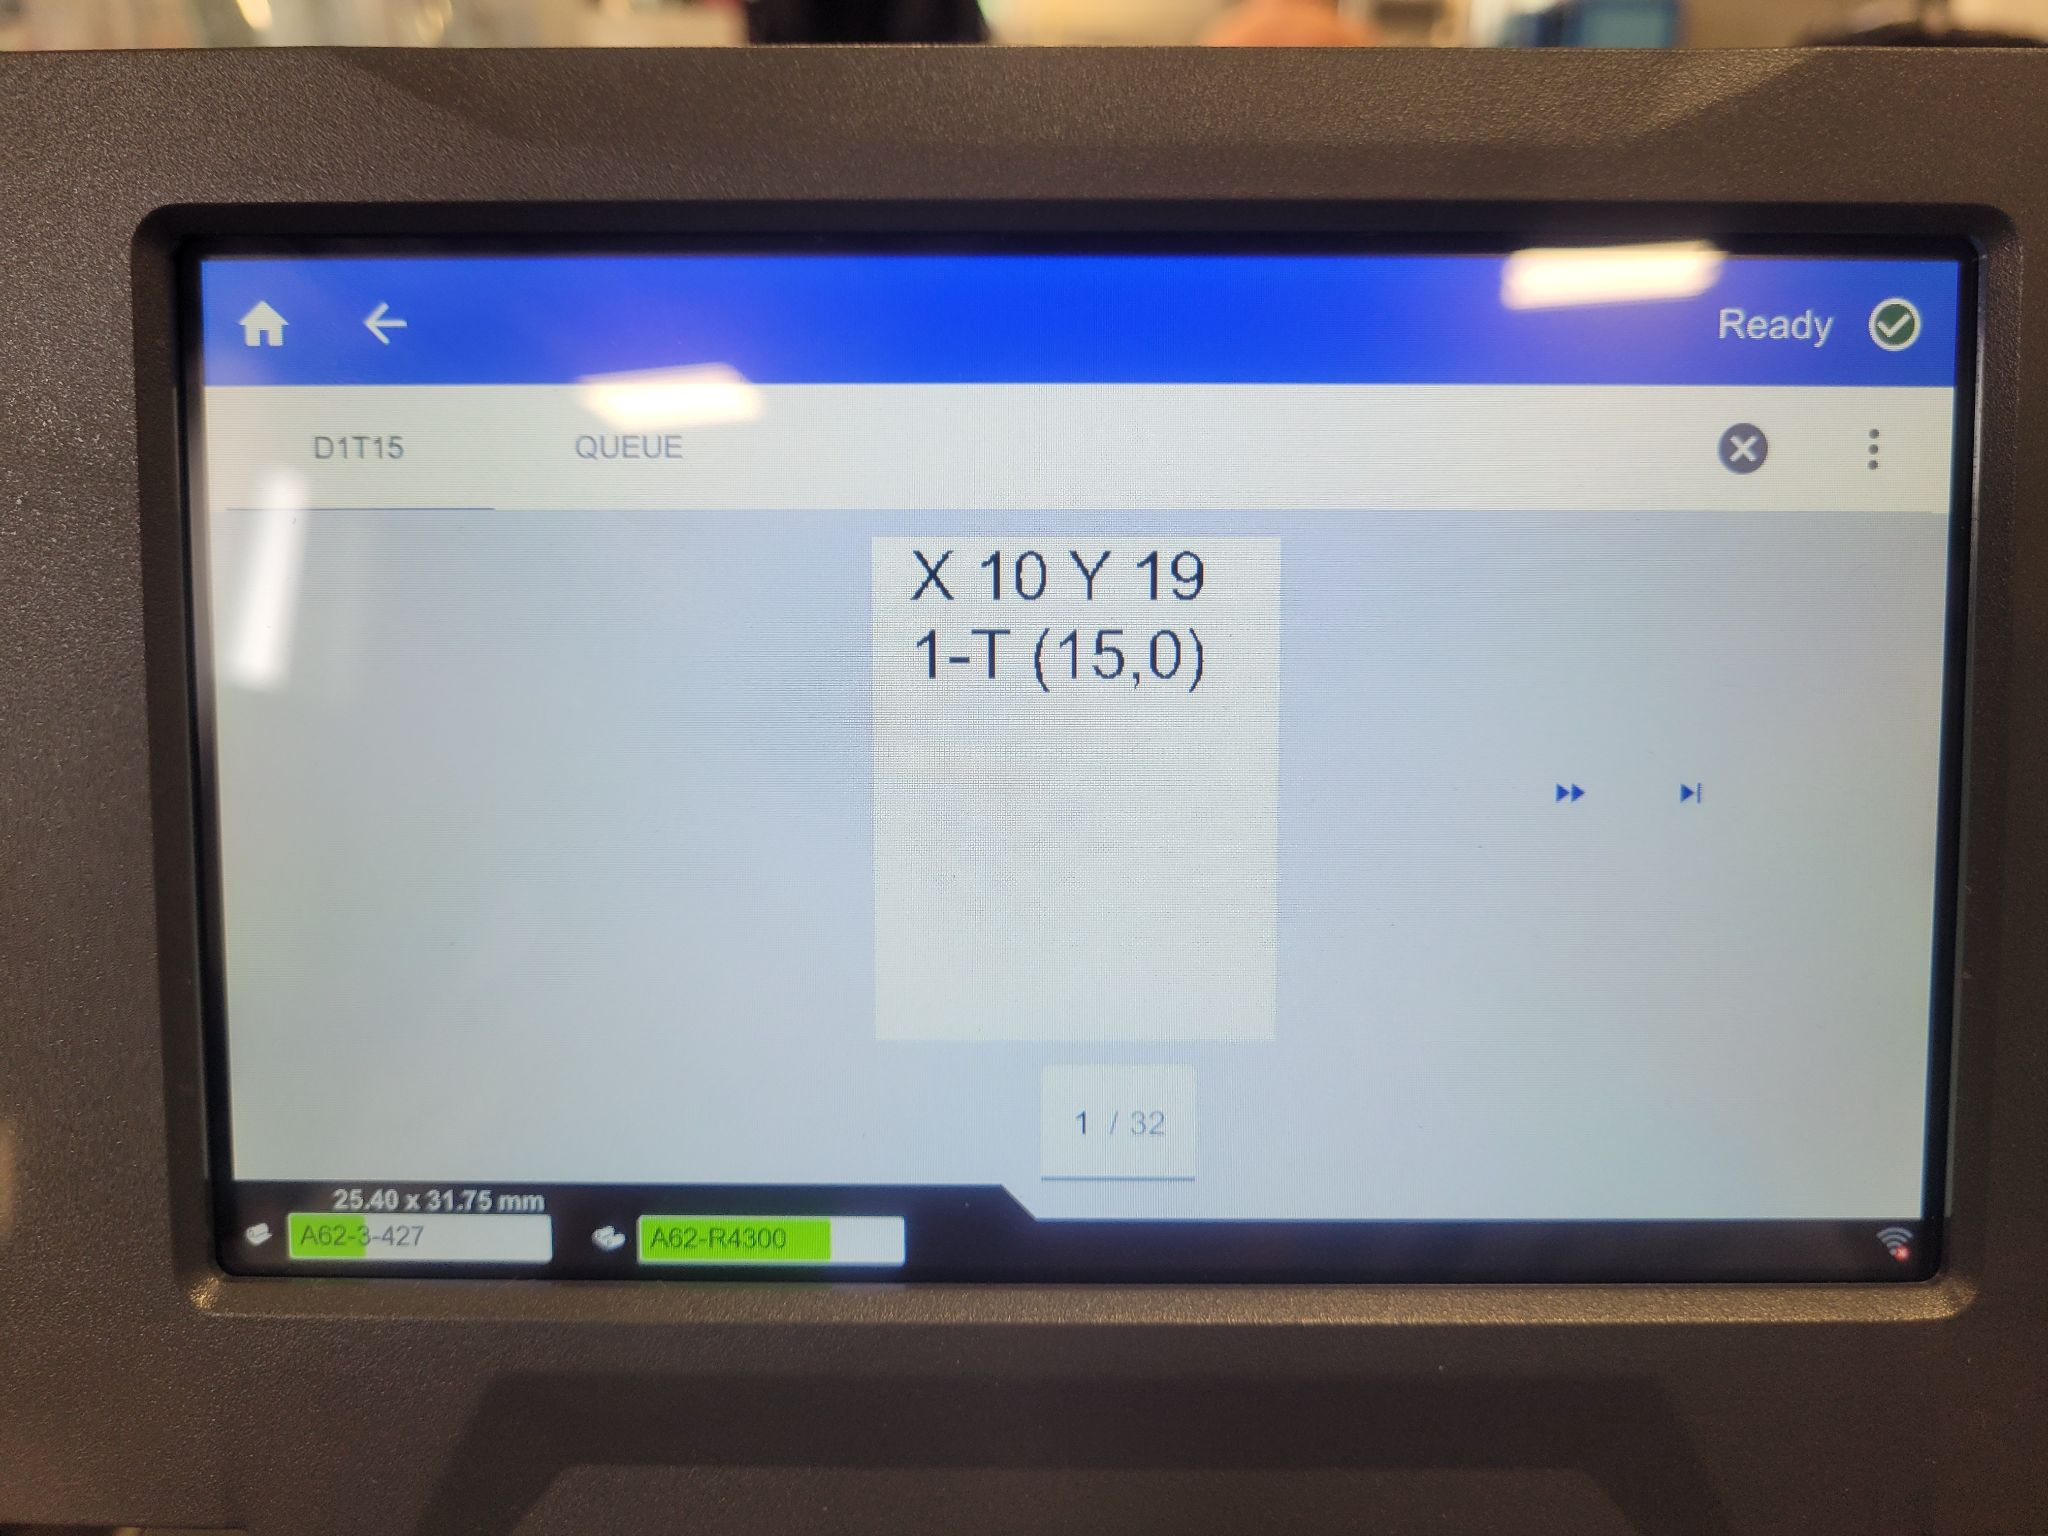 Ready
D1T15 QUEUE
X 10 Y 19
1-T (15,0)
1 / 32
25.40 x 31.75 mm
A62-3-427 A62-R4300